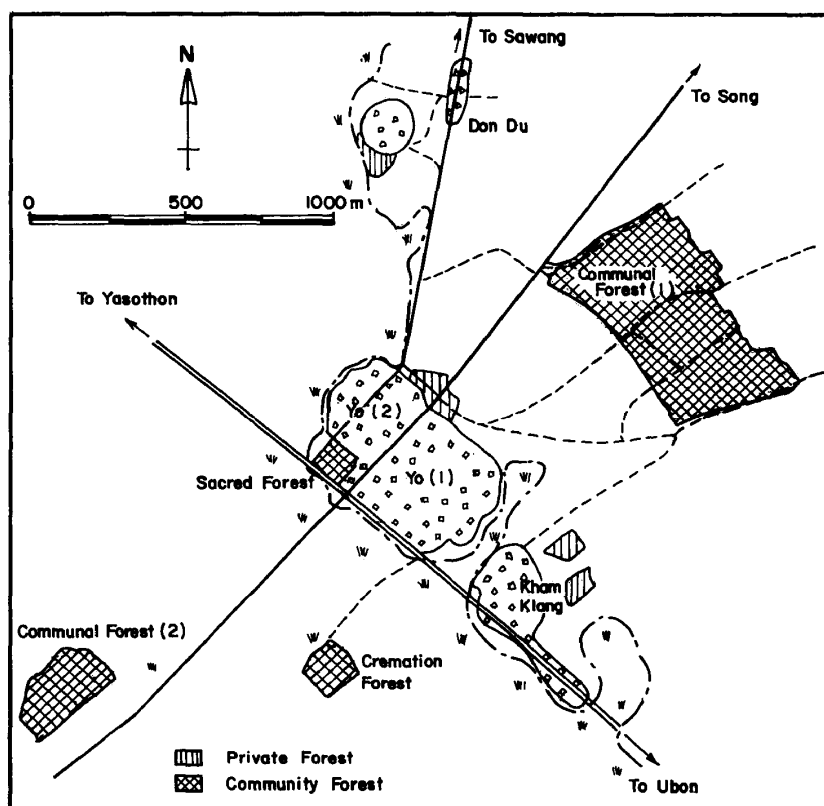 To Sawang
N
To Song
Don Du
0 500 1000 m
Communal
Forest (1)
To Yasothon
Yo (2)
Sacred Forest
Yo (1)
Kham
Klang
Communal Forest (2)
Cremation
Forest
Private Forest
Community Forest
To Ubon